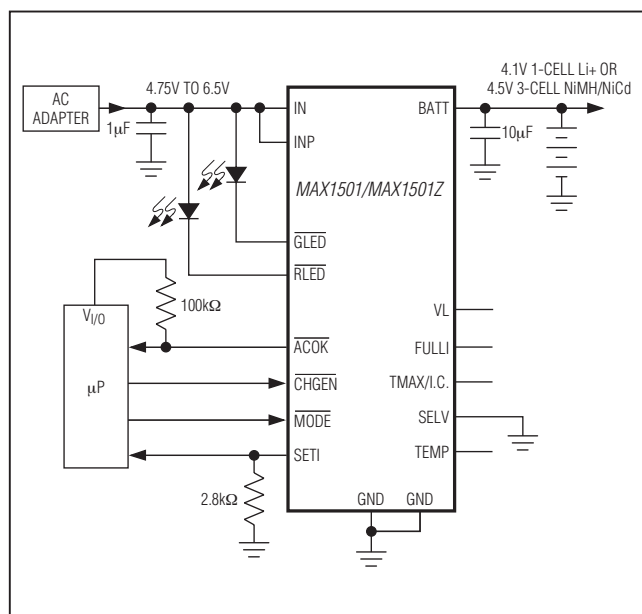 4.1V 1-CELL Li+ OR
4.5V 3-CELL NiMH/NiCd
AC
ADAPTER
4.75V TO 6.5V
1μF
IN
INP
BATT
10μF
MAX1501/MAX1501Z
GLED
RLED
VI/O
100kΩ
μP
ACOK
CHGEN
MODE
SETI
2.8kΩ
VL
FULLI
TMAX/I.C.
SELV
TEMP
GND
GND